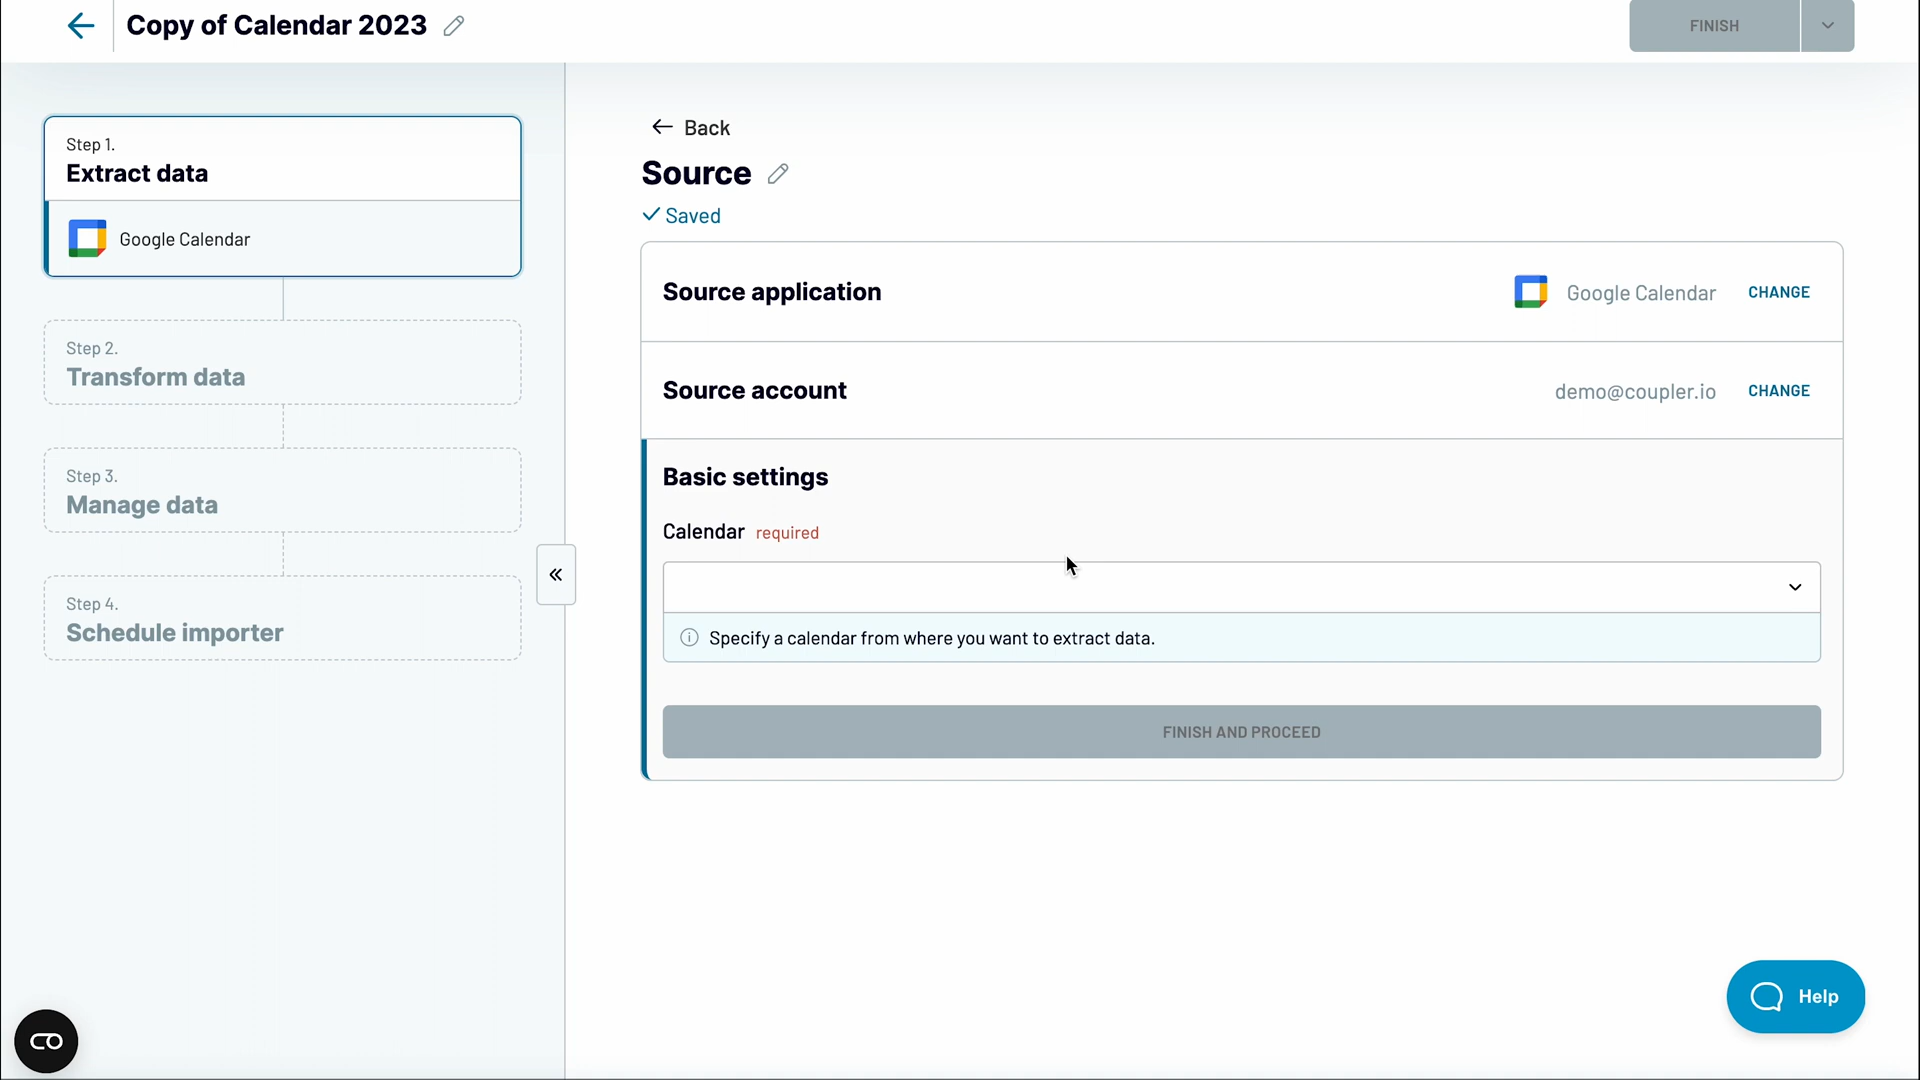 Copy of Calendar 2023
FINISH
Step 1.
Extract data
Google Calendar
Step 2.
Transform data
Step 3.
Manage data
Step 4.
Schedule importer
Back
Source
Saved
Source application
Google Calendar
CHANGE
Source account
demo@coupler.io
CHANGE
Basic settings
Calendar required
Specify a calendar from where you want to extract data.
FINISH AND PROCEED
Help